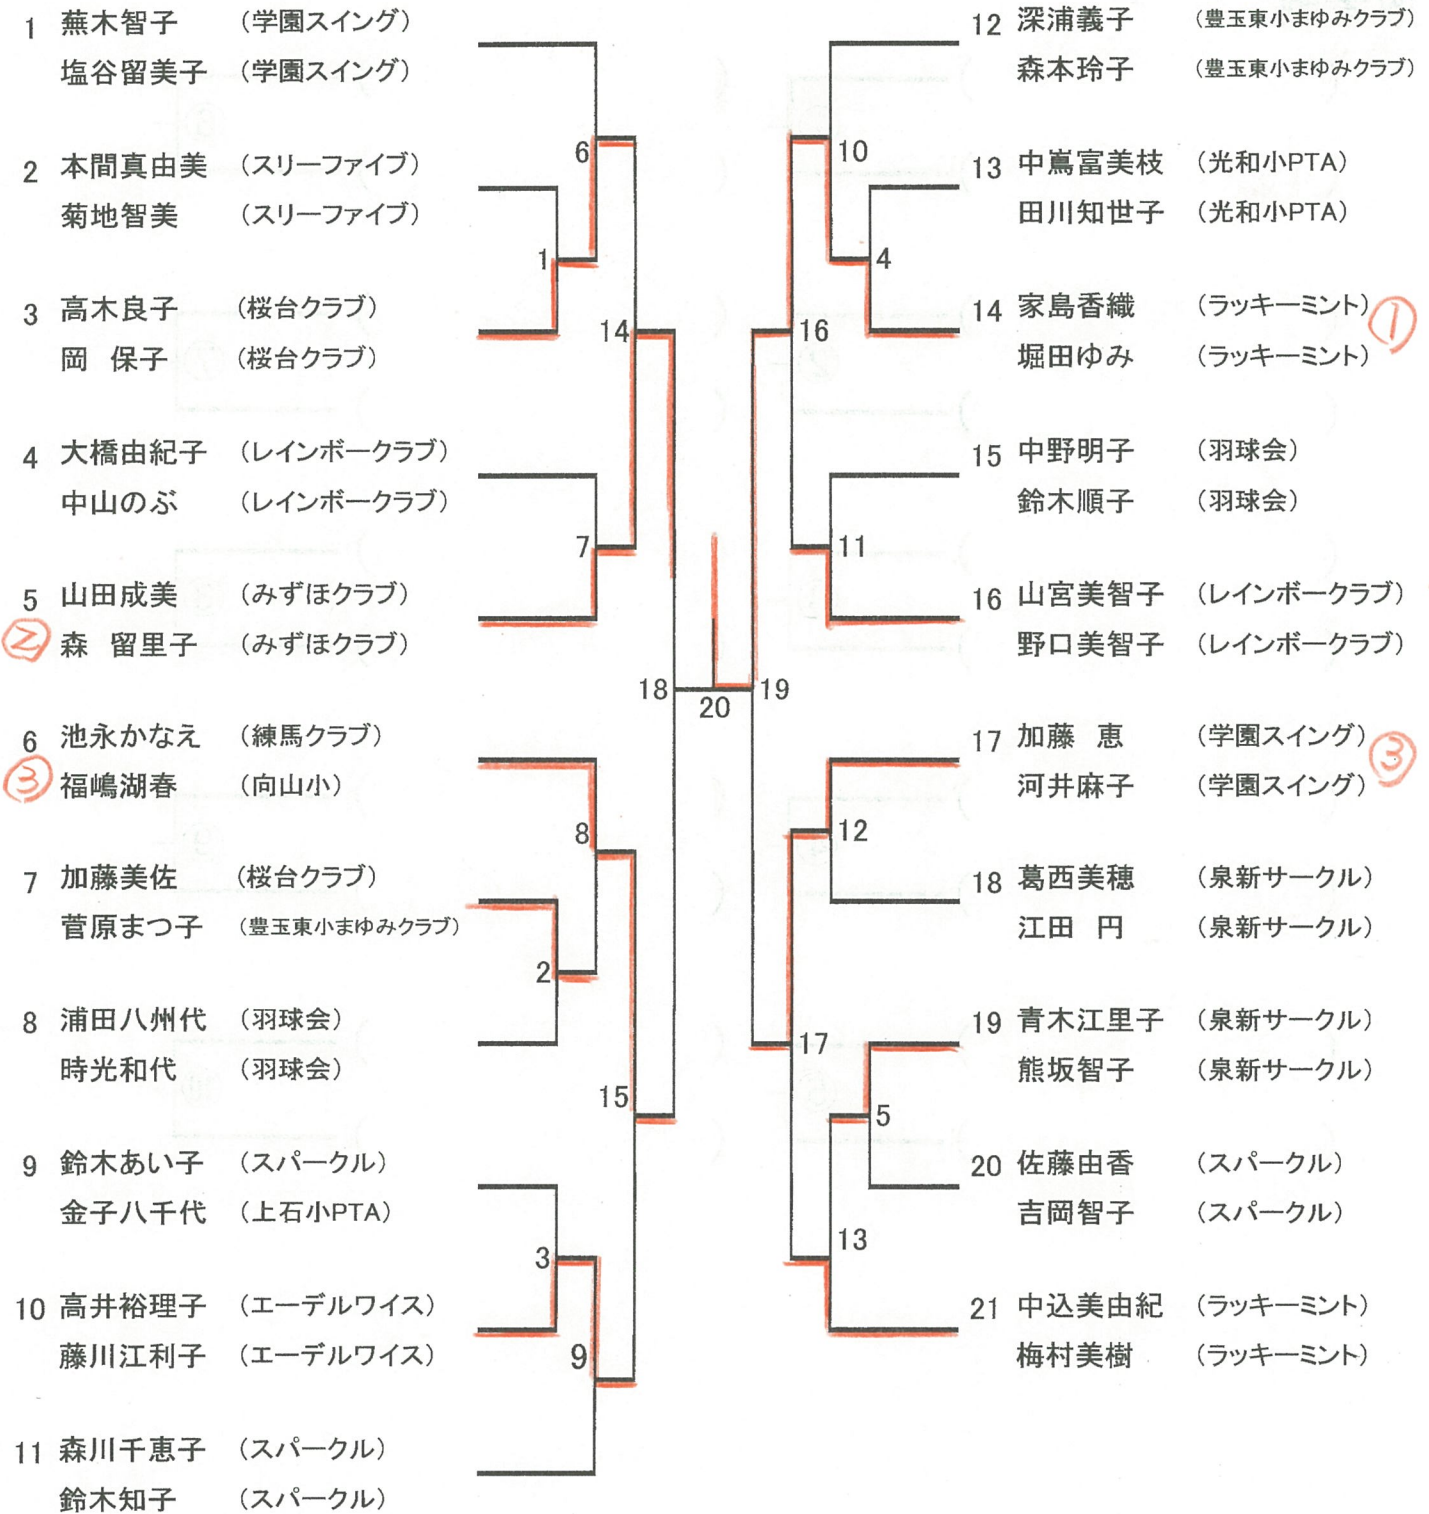 1 蕪木智子 （学園スイング）
塩谷留美子 （学園スイング）
2 本間真由美 （スリーファイブ）
菊地智美 （スリーファイブ）
3 高木良子 （桜台クラブ）
岡 保子 （桜台クラブ）
4 大橋由紀子 （レインボークラブ）
中山のぶ （レインボークラブ）
5 山田成美 （みずほクラブ）
② 森 留里子 （みずほクラブ）
6 池永かなえ （練馬クラブ）
③ 福嶋湖春 （向山小）
7 加藤美佐 （桜台クラブ）
菅原まつ子 （豊玉東小まゆみクラブ）
8 浦田八州代 （羽球会）
時光和代 （羽球会）
9 鈴木あい子 （スパークル）
金子八千代 （上石小PTA）
10 高井裕理子 （エーデルワイス）
藤川江利子 （エーデルワイス）
11 森川千恵子 （スパークル）
鈴木知子 （スパークル）
6
1
14
7
18
8
2
15
3
9
20
10
4
16
11
19
12
17
5
13
12 深浦義子 （豊玉東小まゆみクラブ）
森本玲子 （豊玉東小まゆみクラブ）
13 中嶌富美枝 （光和小PTA）
田川知世子 （光和小PTA）
14 家島香織 （ラッキーミント） ①
堀田ゆみ （ラッキーミント）
15 中野明子 （羽球会）
鈴木順子 （羽球会）
16 山宮美智子 （レインボークラブ）
野口美智子 （レインボークラブ）
17 加藤 恵 （学園スイング） ③
河井麻子 （学園スイング）
18 葛西美穂 （泉新サークル）
江田 円 （泉新サークル）
19 青木江里子 （泉新サークル）
熊坂智子 （泉新サークル）
20 佐藤由香 （スパークル）
吉岡智子 （スパークル）
21 中込美由紀 （ラッキーミント）
梅村美樹 （ラッキーミント）